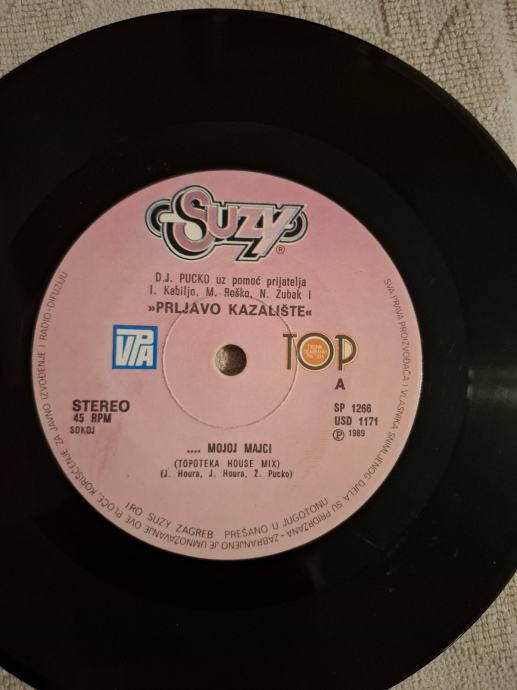 SUZY
®
D.J. PUCKO uz pomoć prijatelja
I. Kabiljo, M. Roško, N. Zubak i
»PRLJAVO KAZALIŠTE«
TOP
A
STEREO
45 RPM
SOKOJ
SP 1266
USD 1171
Ⓟ 1989
.... MOJOJ MAJCI
(TOPOTEKA HOUSE MIX)
(J. Houra, J. Houra, Ž. Pucko)
IRO SUZY ZAGREB PREŠANO U JUGOTONU
SVA PRAVA PROIZVOĐAČA I VLASNIKA SNIMLJENOG DJELA SU PRIDRŽANA - ZABRANJENO JE UMNOŽAVANJE OVE PLOČE, KORIŠĆENJE ZA JAVNO IZVOĐENJE I RADIO-DIFUZIJU